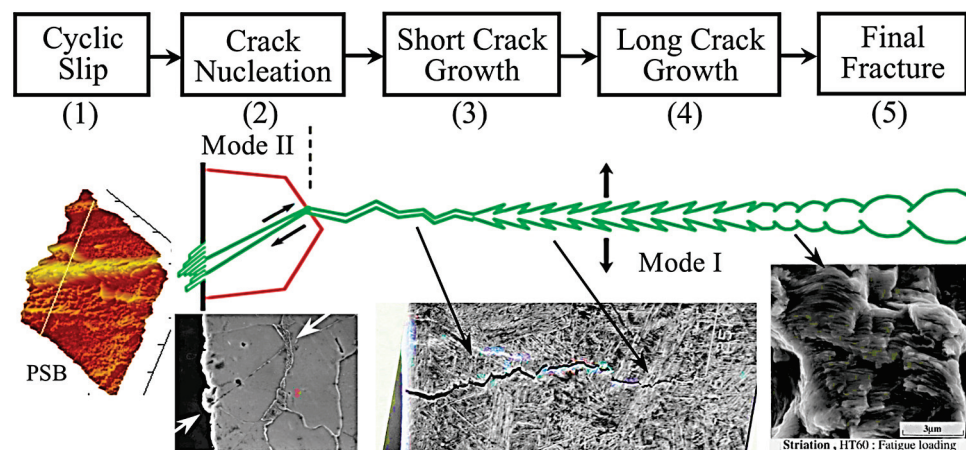 Cyclic
Slip
Crack
Nucleation
Short Crack
Growth
Long Crack
Growth
Final
Fracture
(1)
(2)
(3)
(4)
(5)
Mode II
Mode I
PSB
3μm
Striation , HT60 : Fatigue loading